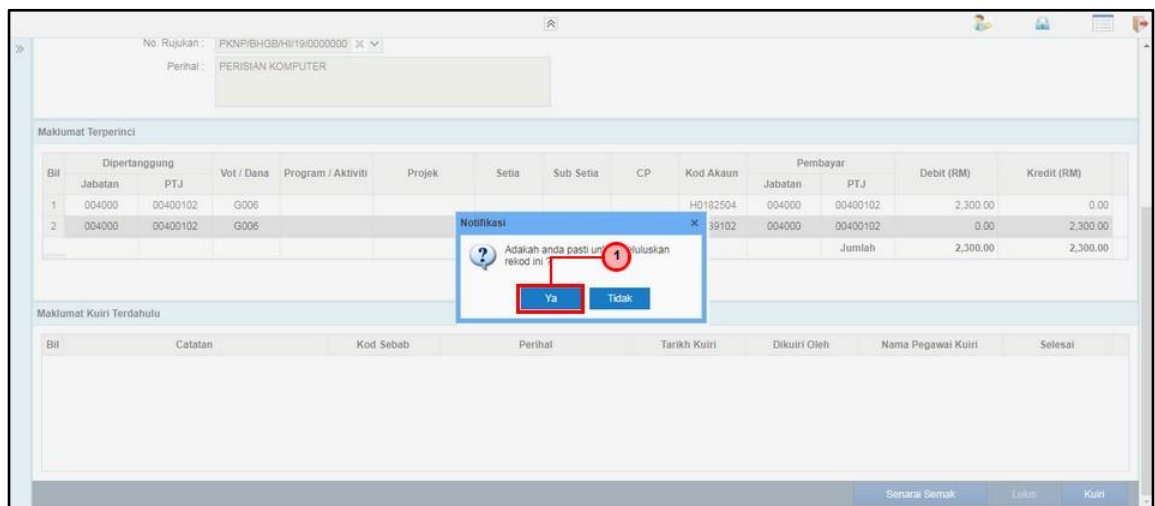 No. Rujukan : PKNP/BHGB/HI/19/0000000
Perihal : PERISIAN KOMPUTER
Maklumat Terperinci
Bil Dipertanggung Vot / Dana Program / Aktiviti Projek Setia Sub Setia CP Kod Akaun Pembayar Debit (RM) Kredit (RM)
Jabatan PTJ Jabatan PTJ
1 004000 00400102 G006 H0182504 004000 00400102 2,300.00 0.00
2 004000 00400102 G006 39102 004000 00400102 0.00 2,300.00
Jumlah 2,300.00 2,300.00
Notifikasi
Adakah anda pasti
rekod ini ?
1
Ya Tidak
Maklumat Kuiri Terdahulu
Bil Catatan Kod Sebab Perihal Tarikh Kuiri Dikuiri Oleh Nama Pegawai Kuiri Selesai
Senarai Semak Lulus Kuiri